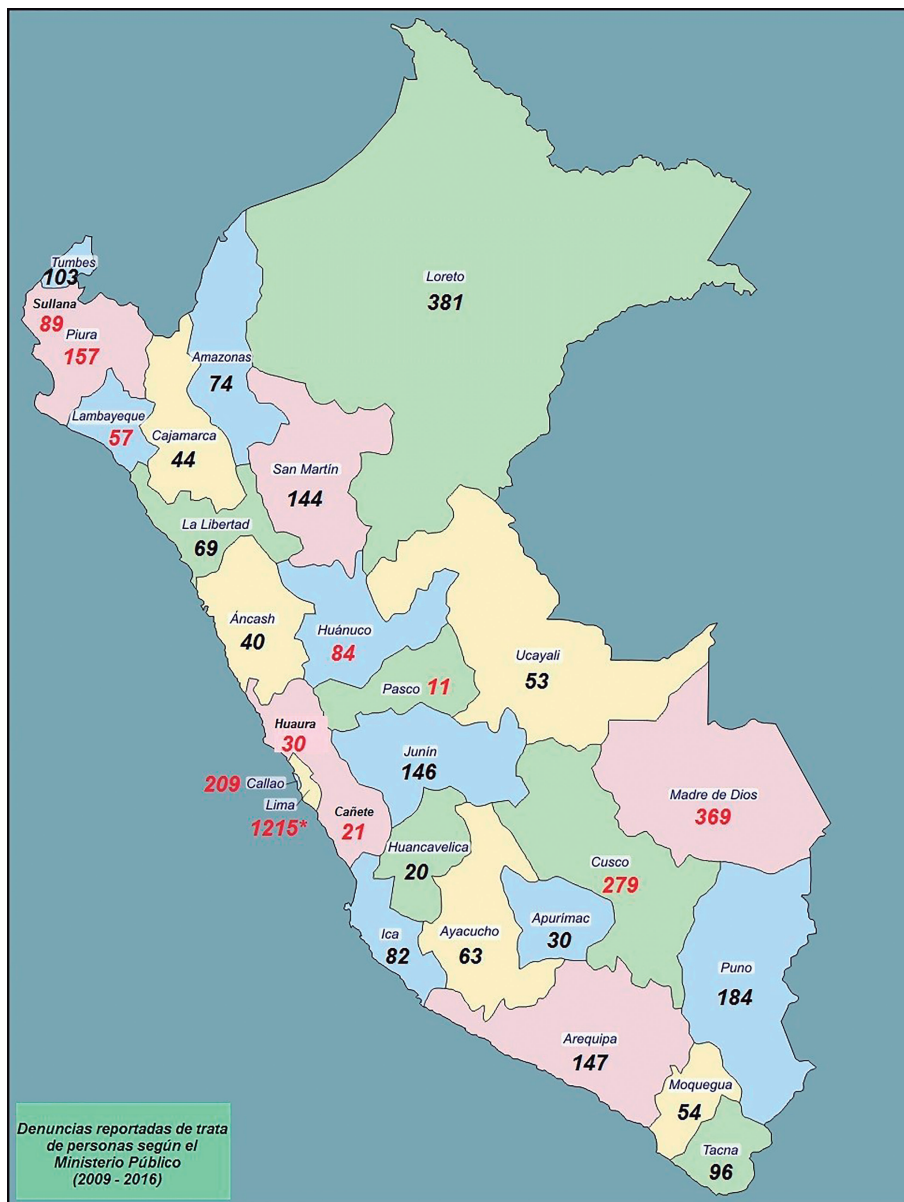 Loreto
381
Tumbes
103
Sullana
89
Piura
157
Amazonas
74
Lambayeque
57
Cajamarca
44
San Martín
144
La Libertad
69
Áncash
40
Huánuco
84
Ucayali
53
Pasco 11
Huaura
30
Junín
146
209 Callao
Lima
1215*
Cañete
21
Madre de Dios
369
Huancavelica
20
Cusco
279
Ica
82
Ayacucho
63
Apurímac
30
Puno
184
Arequipa
147
Moquegua
54
Tacna
96
Denuncias reportadas de trata
de personas según el
Ministerio Público
(2009 - 2016)